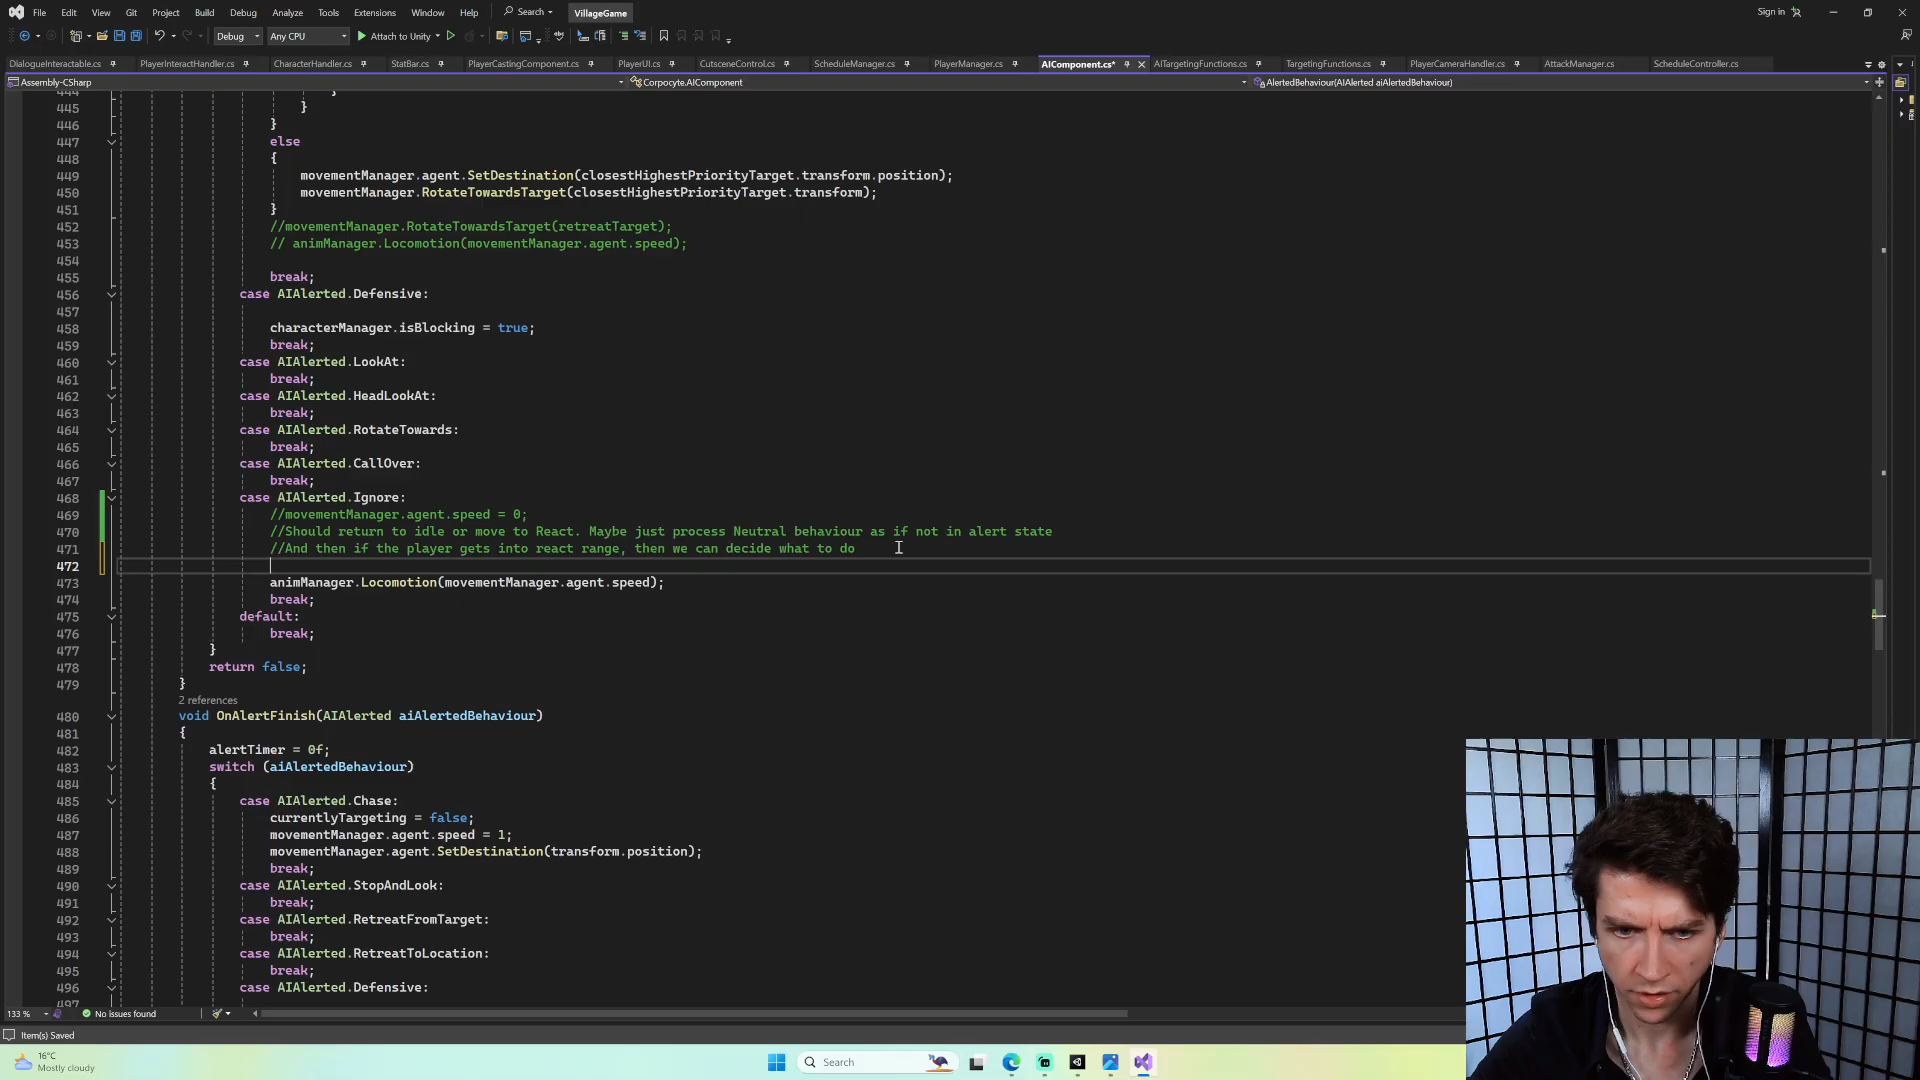 File Edit View Git Project Build Debug Analyze Tools Extensions Window Help Search VillageGame Sign in
Debug Any CPU Attach to Unity
DialogueInteractable.cs PlayerInteractHandler.cs CharacterHandler.cs StatBar.cs PlayerCastingComponent.cs PlayerUI.cs CutsceneControl.cs ScheduleManager.cs PlayerManager.cs AIComponent.cs* AITargetingFunctions.cs TargetingFunctions.cs PlayerCameraHandler.cs AttackManager.cs ScheduleController.cs
Assembly-CSharp Corpocyte.AIComponent AlertedBehaviour(AIAlerted aiAlertedBehaviour)
444 }
445 }
446 }
447 else
448 {
449 movementManager.agent.SetDestination(closestHighestPriorityTarget.transform.position);
450 movementManager.RotateTowardsTarget(closestHighestPriorityTarget.transform);
451 }
452 //movementManager.RotateTowardsTarget(retreatTarget);
453 // animManager.Locomotion(movementManager.agent.speed);
454
455 break;
456 case AIAlerted.Defensive:
457
458 characterManager.isBlocking = true;
459 break;
460 case AIAlerted.LookAt:
461 break;
462 case AIAlerted.HeadLookAt:
463 break;
464 case AIAlerted.RotateTowards:
465 break;
466 case AIAlerted.CallOver:
467 break;
468 case AIAlerted.Ignore:
469 //movementManager.agent.speed = 0;
470 //Should return to idle or move to React. Maybe just process Neutral behaviour as if not in alert state
471 //And then if the player gets into react range, then we can decide what to do
472
473 animManager.Locomotion(movementManager.agent.speed);
474 break;
475 default:
476 break;
477 }
478 return false;
479 }
2 references
480 void OnAlertFinish(AIAlerted aiAlertedBehaviour)
481 {
482 alertTimer = 0f;
483 switch (aiAlertedBehaviour)
484 {
485 case AIAlerted.Chase:
486 currentlyTargeting = false;
487 movementManager.agent.speed = 1;
488 movementManager.agent.SetDestination(transform.position);
489 break;
490 case AIAlerted.StopAndLook:
491 break;
492 case AIAlerted.RetreatFromTarget:
493 break;
494 case AIAlerted.RetreatToLocation:
495 break;
496 case AIAlerted.Defensive:
497
133 % No issues found
Item(s) Saved
16°C
Mostly cloudy
Search